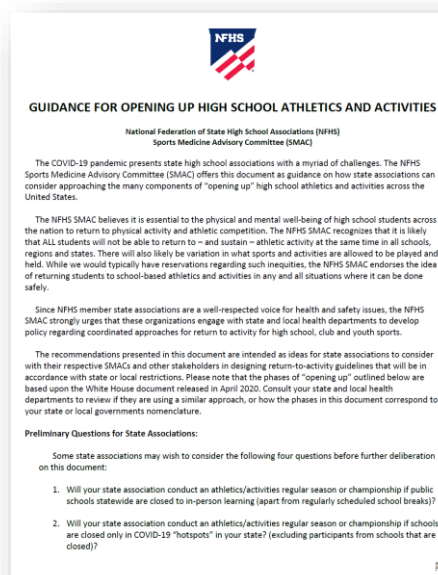 NFHS
GUIDANCE FOR OPENING UP HIGH SCHOOL ATHLETICS AND ACTIVITIES
National Federation of State High School Associations (NFHS)
Sports Medicine Advisory Committee (SMAC)
The COVID-19 pandemic presents state high school associations with a myriad of challenges. The NFHS
Sports Medicine Advisory Committee (SMAC) offers this document as guidance on how state associations can
consider approaching the many components of “opening up” high school athletics and activities across the
United States.
The NFHS SMAC believes it is essential to the physical and mental well-being of high school students across
the nation to return to physical activity and athletic competition. The NFHS SMAC recognizes that it is likely
that ALL students will not be able to return to – and sustain – athletic activity at the same time in all schools,
regions and states. There will also likely be variation in what sports and activities are allowed to be played and
held. While we would typically have reservations regarding such inequities, the NFHS SMAC endorses the idea
of returning students to school-based athletics and activities in any and all situations where it can be done
safely.
Since NFHS member state associations are a well-respected voice for health and safety issues, the NFHS
SMAC strongly urges that these organizations engage with state and local health departments to develop
policy regarding coordinated approaches for return to activity for high school, club and youth sports.
The recommendations presented in this document are intended as ideas for state associations to consider
with their respective SMACs and other stakeholders in designing return-to-activity guidelines that will be in
accordance with state or local restrictions. Please note that the phases of “opening up” outlined below are
based upon the White House document released in April 2020. Consult your state and local health
departments to review if they are using a similar approach, or how the phases in this document correspond to
your state or local governments nomenclature.
Preliminary Questions for State Associations:
Some state associations may wish to consider the following four questions before further deliberation
on this document:
1. Will your state association conduct an athletics/activities regular season or championship if public
schools statewide are closed to in-person learning (apart from regularly scheduled school breaks)?
2. Will your state association conduct an athletics/activities regular season or championship if schools
are closed only in COVID-19 “hotspots” in your state? (excluding participants from schools that are
closed)?